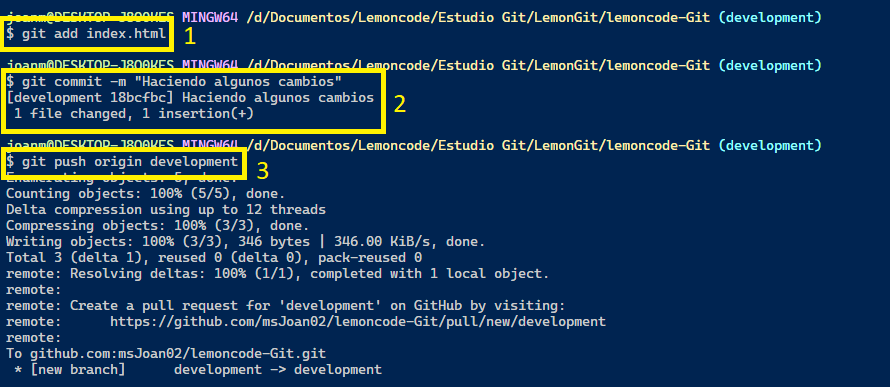 joanm@DESKTOP-J8Q0KES MINGW64 /d/Documentos/Lemoncode/Estudio Git/LemonGit/lemoncode-Git (development)
$ git add index.html
1
joanm@DESKTOP-J8Q0KES MINGW64 /d/Documentos/Lemoncode/Estudio Git/LemonGit/lemoncode-Git (development)
$ git commit -m "Haciendo algunos cambios"
[development 18bcfbc] Haciendo algunos cambios
1 file changed, 1 insertion(+)
2
joanm@DESKTOP-J8Q0KES MINGW64 /d/Documentos/Lemoncode/Estudio Git/LemonGit/lemoncode-Git (development)
$ git push origin development
3
Enumerating objects: 5, done.
Counting objects: 100% (5/5), done.
Delta compression using up to 12 threads
Compressing objects: 100% (3/3), done.
Writing objects: 100% (3/3), 346 bytes | 346.00 KiB/s, done.
Total 3 (delta 1), reused 0 (delta 0), pack-reused 0
remote: Resolving deltas: 100% (1/1), completed with 1 local object.
remote:
remote: Create a pull request for 'development' on GitHub by visiting:
remote:      https://github.com/msJoan02/lemoncode-Git/pull/new/development
remote:
To github.com:msJoan02/lemoncode-Git.git
* [new branch]      development -> development